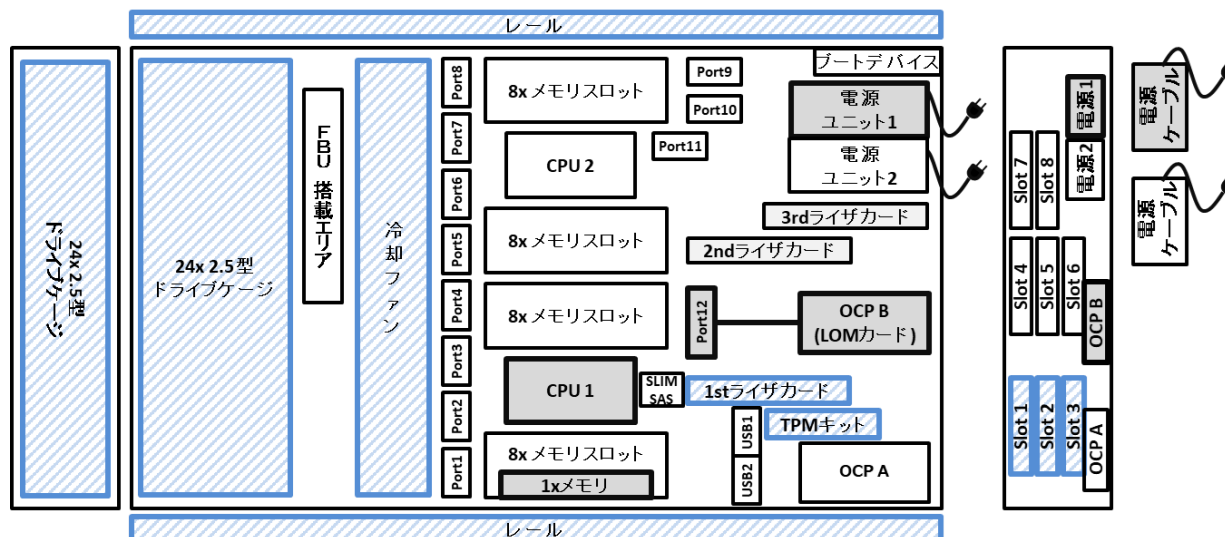 レール
24x 2.5型
ドライブケージ
24x 2.5型
ドライブケージ
FBU 搭載エリア
冷却ファン
Port8
Port7
Port6
Port5
Port4
Port3
Port2
Port1
8x メモリスロット
CPU 2
8x メモリスロット
8x メモリスロット
CPU 1
8x メモリスロット
1xメモリ
Port9
Port10
Port11
Port12
SLIM
SAS
USB1
USB2
ブートデバイス
電源
ユニット1
電源
ユニット2
3rdライザカード
2ndライザカード
OCP B
(LOMカード)
1stライザカード
TPMキット
OCP A
レール
電源1
電源2
Slot 7
Slot 8
Slot 4
Slot 5
Slot 6
OCP B
Slot 1
Slot 2
Slot 3
OCP A
電源
ケーブル
電源
ケーブル